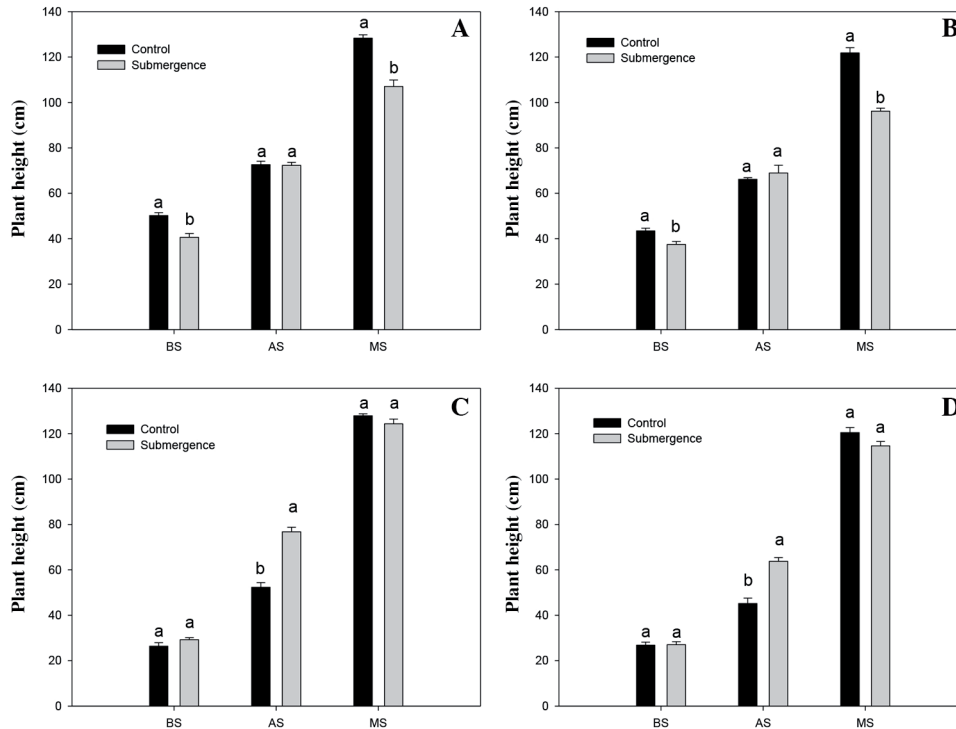 A
Control
Submergence
Plant height (cm)
140
120
100
80
60
40
20
0
a
b
a
a
a
b
BS
AS
MS
B
Control
Submergence
Plant height (cm)
140
120
100
80
60
40
20
0
a
b
a
a
a
b
BS
AS
MS
C
Control
Submergence
Plant height (cm)
140
120
100
80
60
40
20
0
a
a
b
a
a
a
BS
AS
MS
D
Control
Submergence
Plant height (cm)
140
120
100
80
60
40
20
0
a
a
b
a
a
a
BS
AS
MS